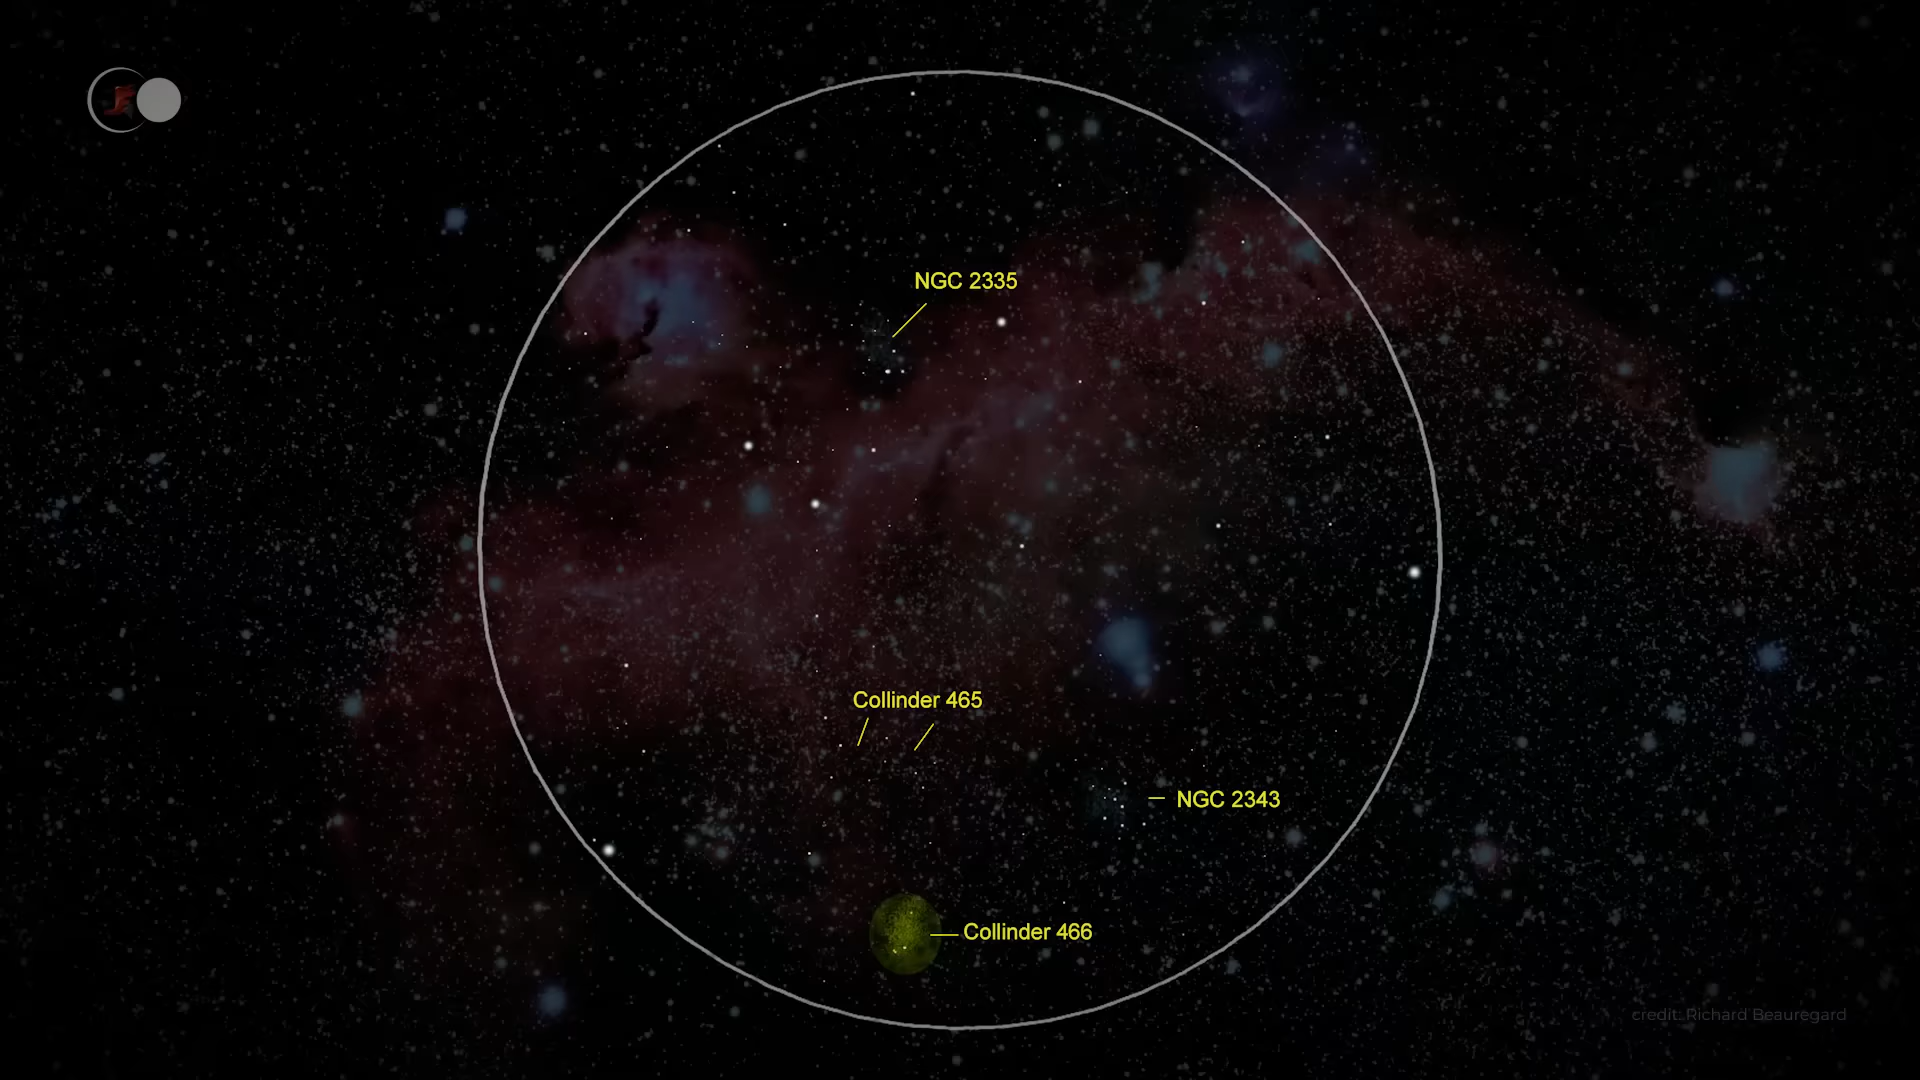 NGC 2335
Collinder 465
NGC 2343
Collinder 466
credit: Richard Beauregard